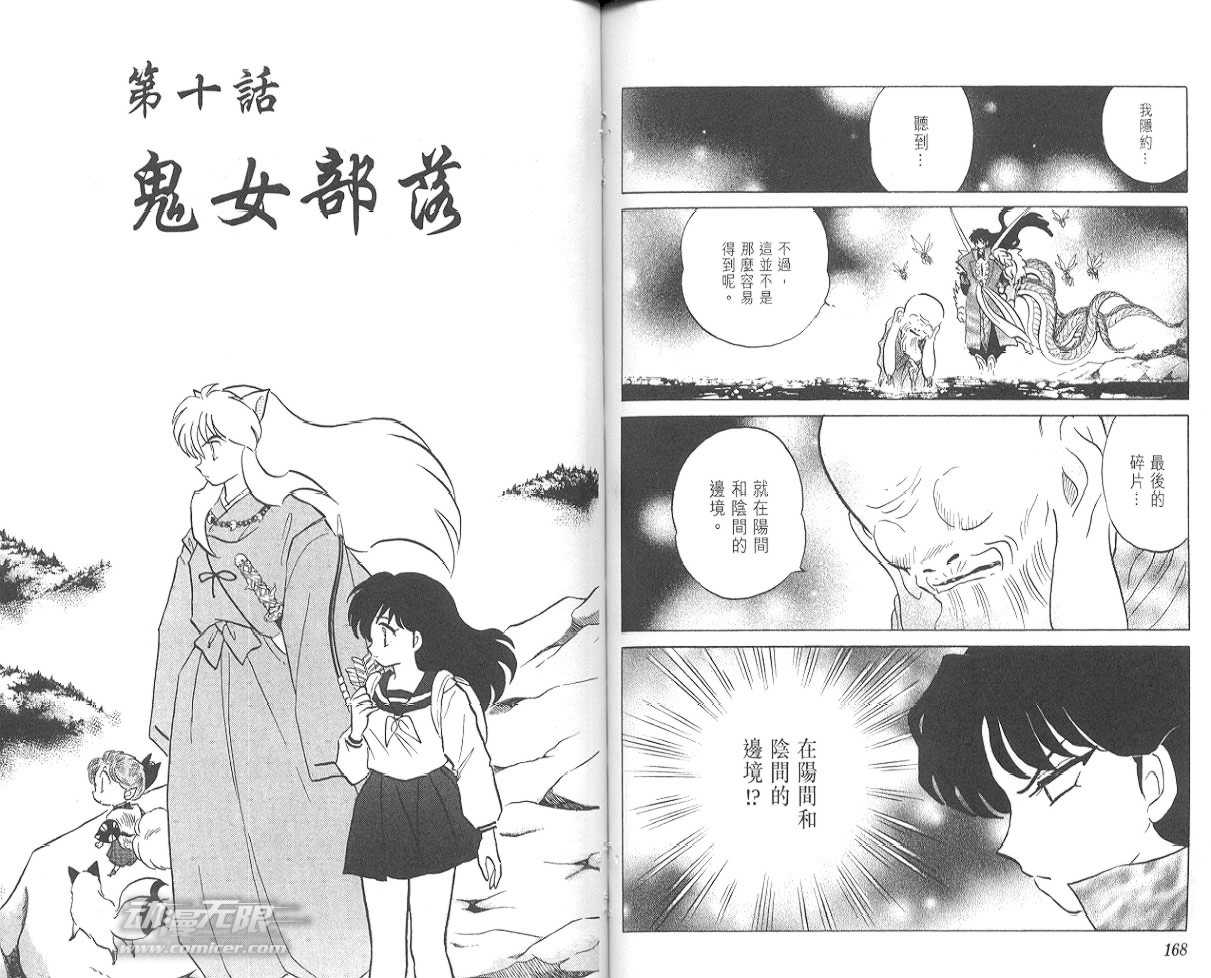 我隱約…
聽到…
不過，
這並不是
那麼容易
得到呢。
最後的
碎片…
就在陽間
和陰間的
邊境。
在陽間和
陰間的
邊境!?
168
第十話
鬼女部落
动漫无限
www.comicer.com